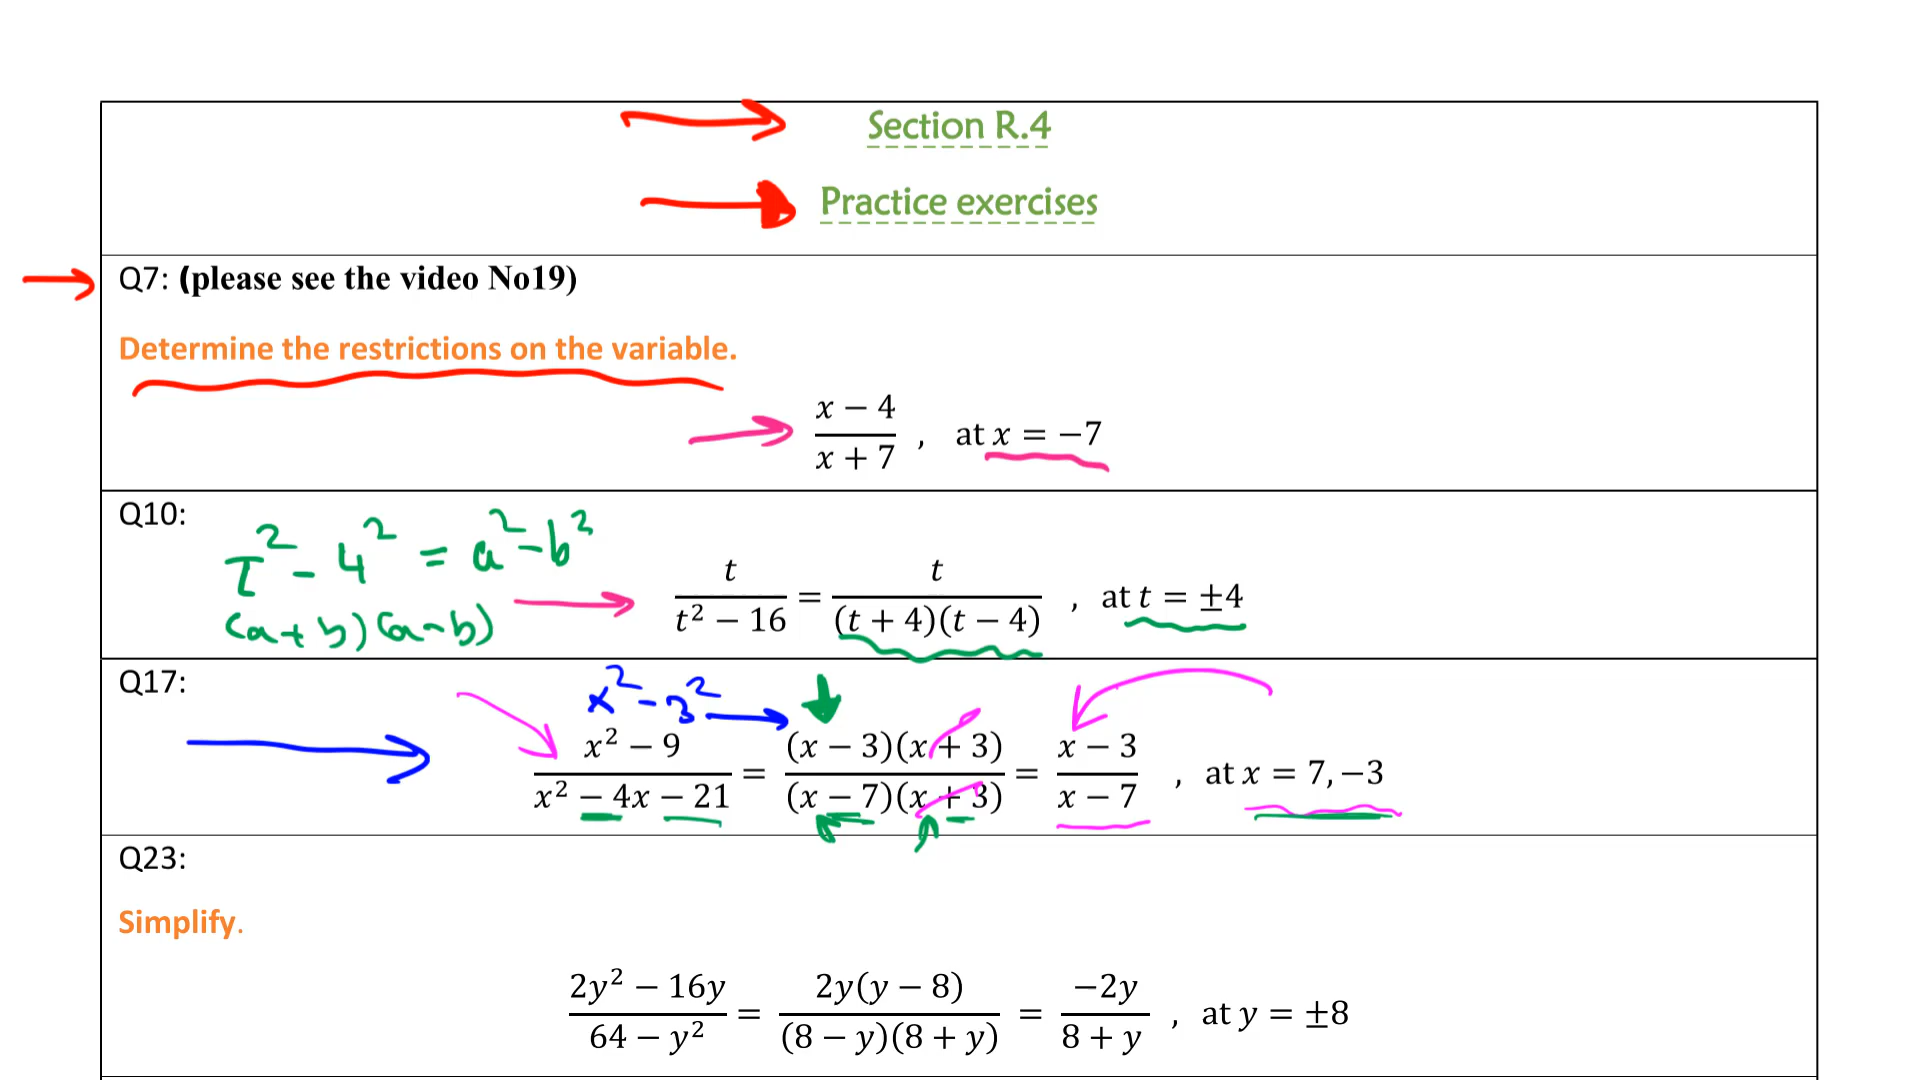 Section R.4
Practice exercises
Q7: (please see the video No19)
Determine the restrictions on the variable.
x − 4 / x + 7 , at x = −7
Q10:
τ² − 4² = a² − b²
(a + b)(a − b)
t / t² − 16 = t / (t + 4)(t − 4) , at t = ±4
Q17:
x² − 3²
x² − 9 / x² − 4x − 21 = (x − 3)(x + 3) / (x − 7)(x + 3) = x − 3 / x − 7 , at x = 7, −3
Q23:
Simplify.
2y² − 16y / 64 − y² = 2y(y − 8) / (8 − y)(8 + y) = −2y / 8 + y , at y = ±8